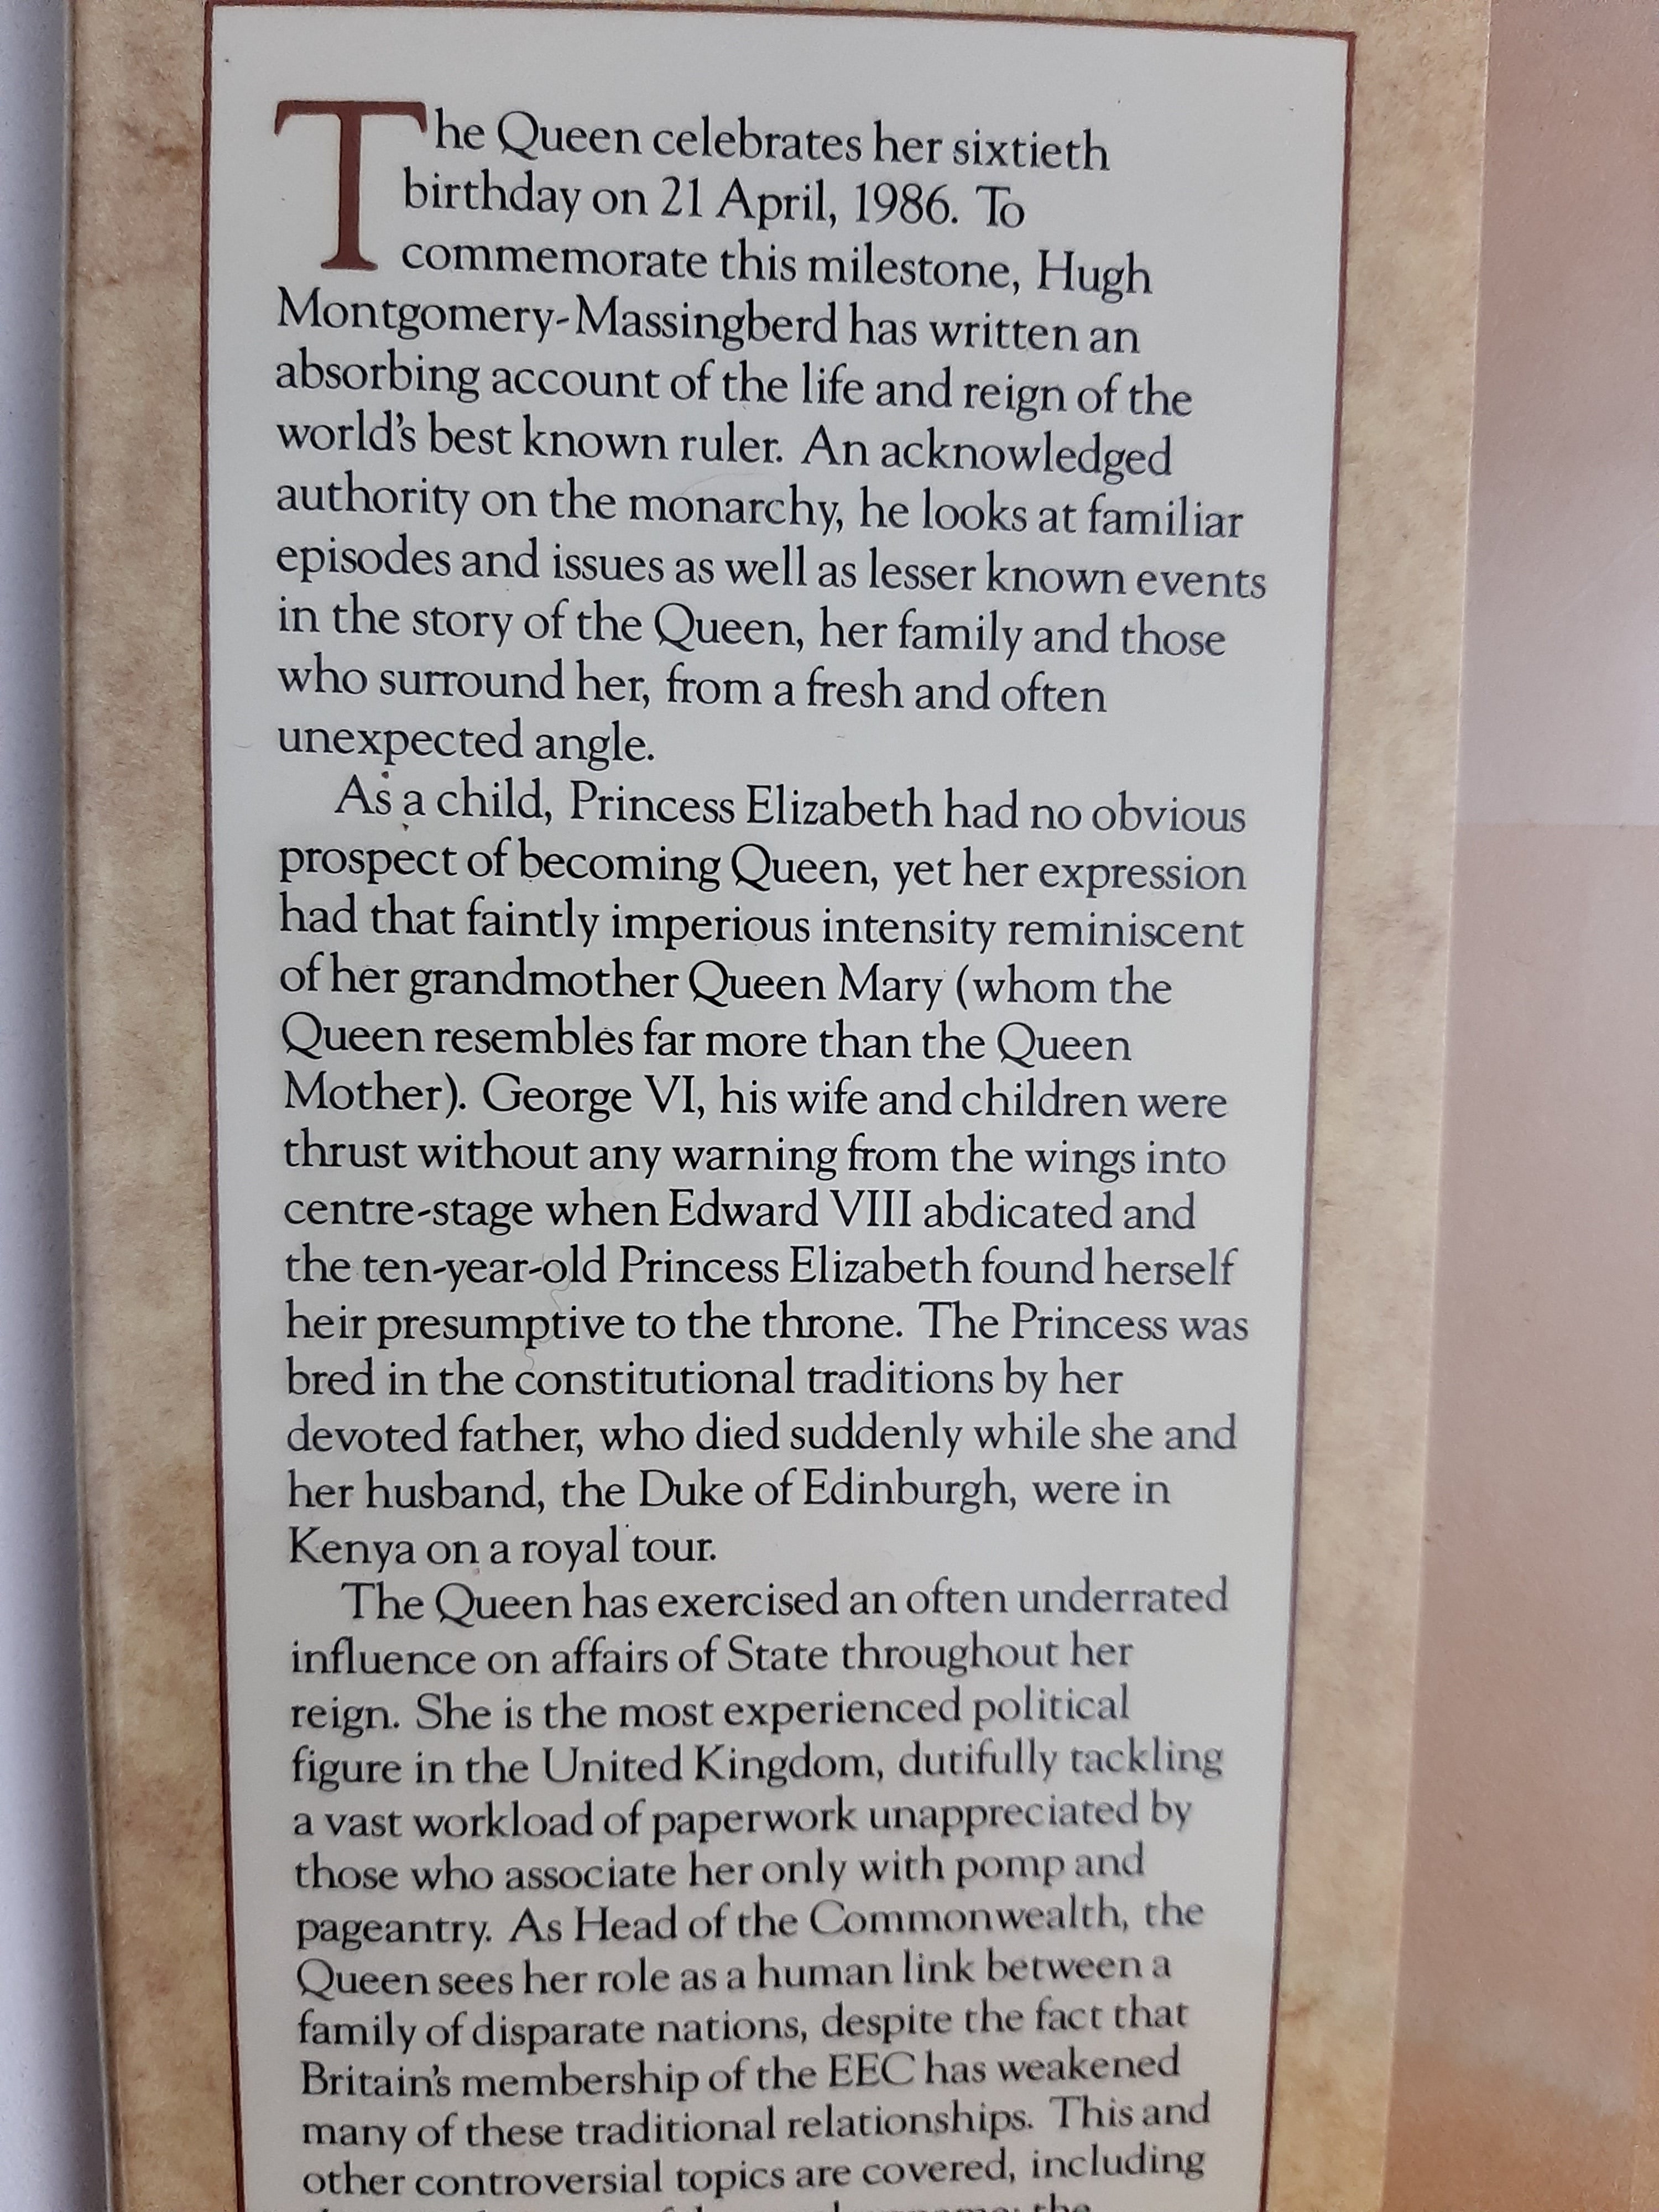 The Queen celebrates her sixtieth
birthday on 21 April, 1986. To
commemorate this milestone, Hugh
Montgomery-Massingberd has written an
absorbing account of the life and reign of the
world's best known ruler. An acknowledged
authority on the monarchy, he looks at familiar
episodes and issues as well as lesser known events
in the story of the Queen, her family and those
who surround her, from a fresh and often
unexpected angle.
As a child, Princess Elizabeth had no obvious
prospect of becoming Queen, yet her expression
had that faintly imperious intensity reminiscent
of her grandmother Queen Mary (whom the
Queen resembles far more than the Queen
Mother). George VI, his wife and children were
thrust without any warning from the wings into
centre-stage when Edward VIII abdicated and
the ten-year-old Princess Elizabeth found herself
heir presumptive to the throne. The Princess was
bred in the constitutional traditions by her
devoted father, who died suddenly while she and
her husband, the Duke of Edinburgh, were in
Kenya on a royal tour.
The Queen has exercised an often underrated
influence on affairs of State throughout her
reign. She is the most experienced political
figure in the United Kingdom, dutifully tackling
a vast workload of paperwork unappreciated by
those who associate her only with pomp and
pageantry. As Head of the Commonwealth, the
Queen sees her role as a human link between a
family of disparate nations, despite the fact that
Britain's membership of the EEC has weakened
many of these traditional relationships. This and
other controversial topics are covered, including